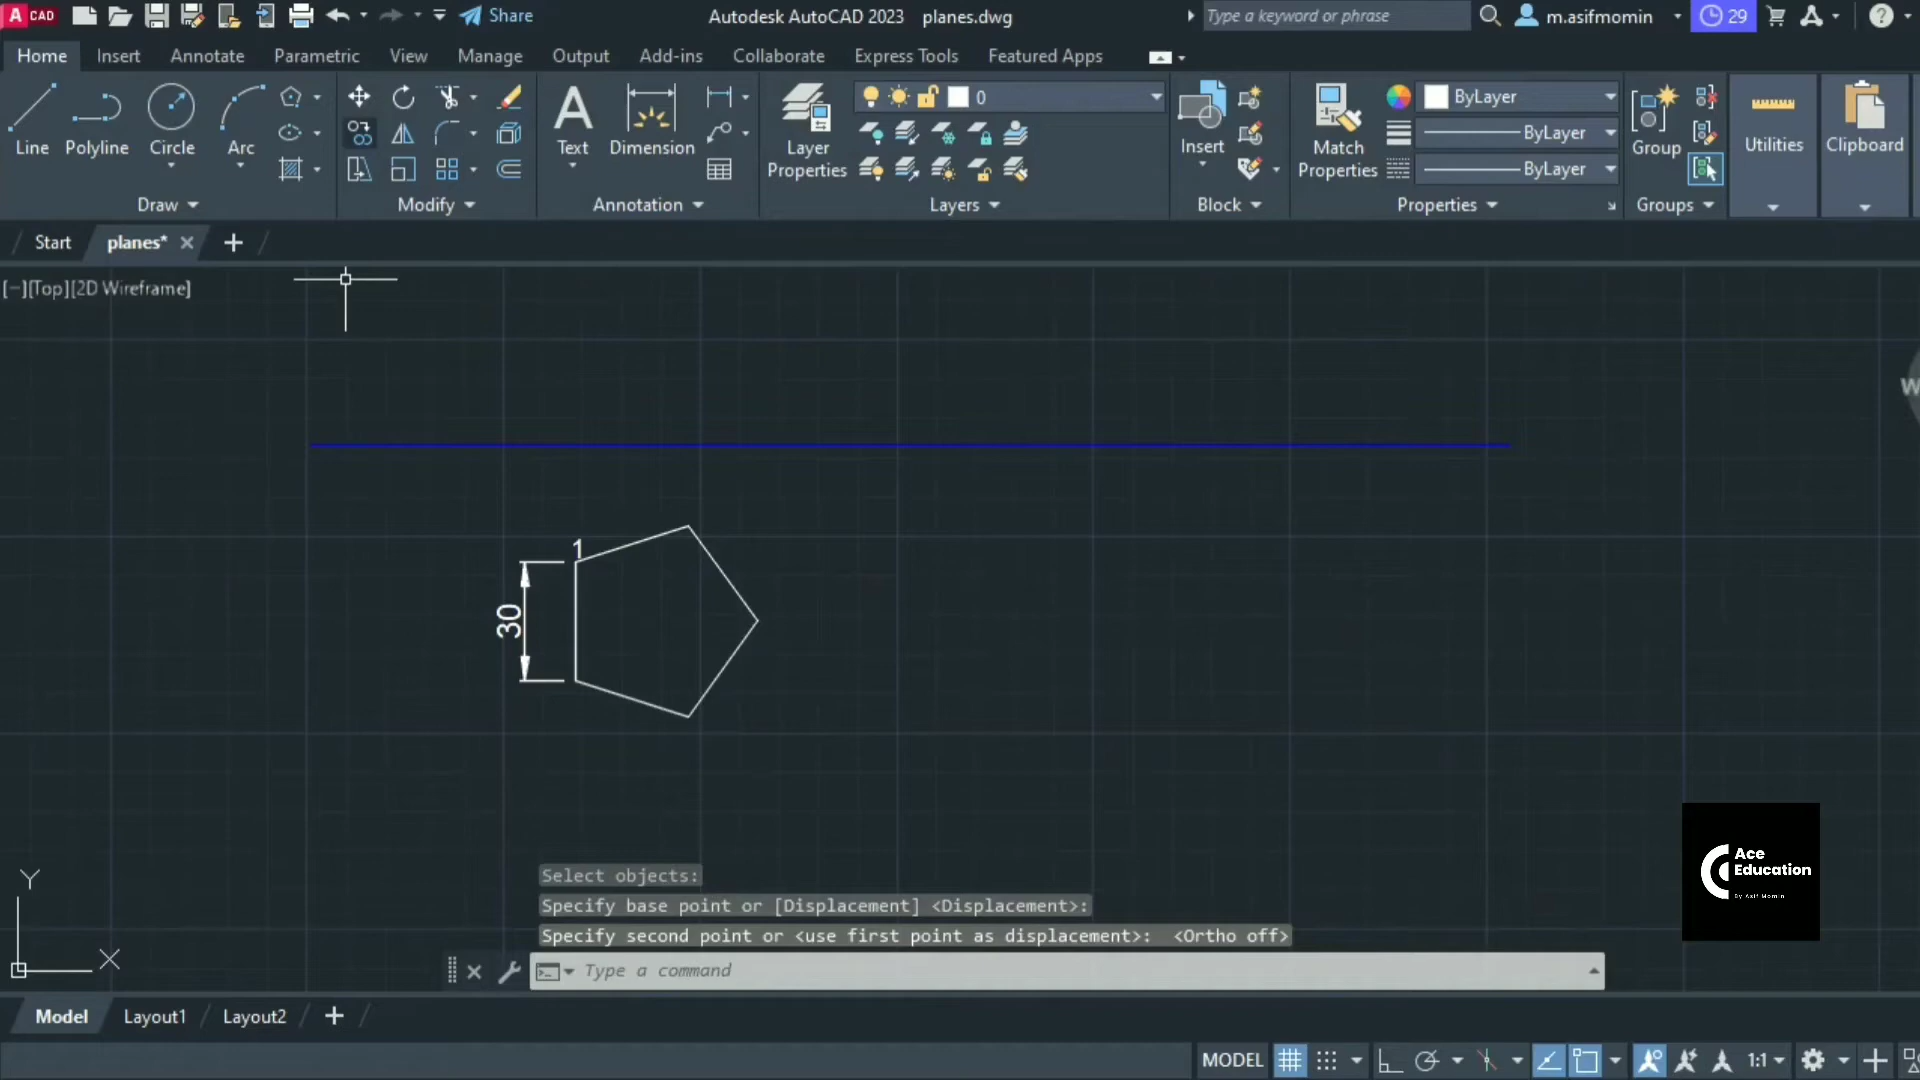 A CAD
Share
Autodesk AutoCAD 2023 planes.dwg
Type a keyword or phrase
m.asifmomin
29
Home
Insert
Annotate
Parametric
View
Manage
Output
Add-ins
Collaborate
Express Tools
Featured Apps
Line
Polyline
Circle
Arc
Draw
Modify
Text
Dimension
Annotation
Layer
Properties
0
Layers
Insert
Block
Match
Properties
ByLayer
ByLayer
ByLayer
Properties
Group
Groups
Utilities
Clipboard
Start
planes*
[−][Top][2D Wireframe]
W
1
30
Ace
Education
By Asif Momin
Select objects:
Specify base point or [Displacement] <Displacement>:
Specify second point or <use first point as displacement>: <Ortho off>
Type a command
Y
X
Model
Layout1
Layout2
MODEL
1:1